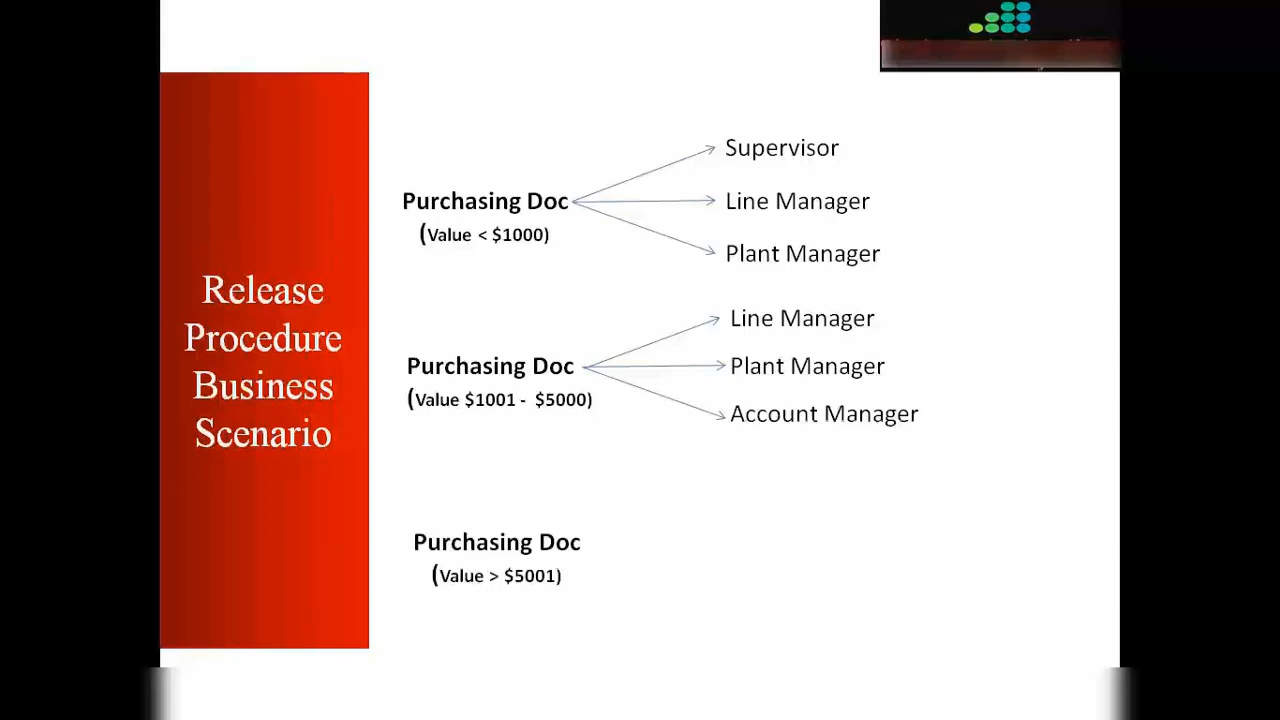 Release
Procedure
Business
Scenario
Purchasing Doc
(Value < $1000)
Supervisor
Line Manager
Plant Manager
Purchasing Doc
(Value $1001 - $5000)
Line Manager
Plant Manager
Account Manager
Purchasing Doc
(Value > $5001)